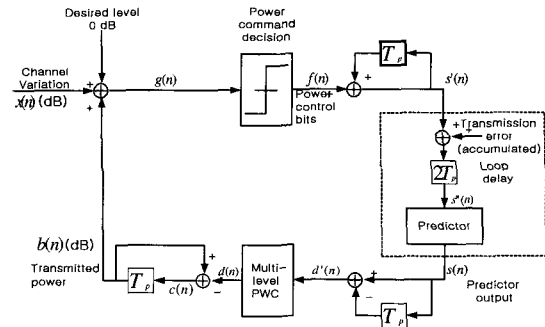 Desired level
0 dB
Power
command
decision
Channel
Variation
x(n)(dB)
+
+
+
g(n)
f(n)
Power
control
bits
+
T_p
s'(n)
+
+
Transmission
error
(accumulated)
2T_p
Loop
delay
s"(n)
Predictor
b(n)(dB)
Transmitted
power
T_p
c(n)
+
−
d(n)
Multi-
level
PWC
d'(n)
+
−
T_p
s(n)
Predictor
output